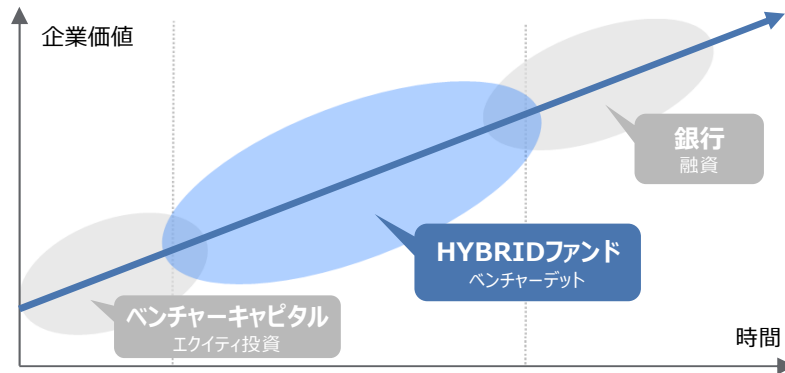 企業価値
銀行
融資
HYBRIDファンド
ベンチャーデット
ベンチャーキャピタル
エクイティ投資
時間